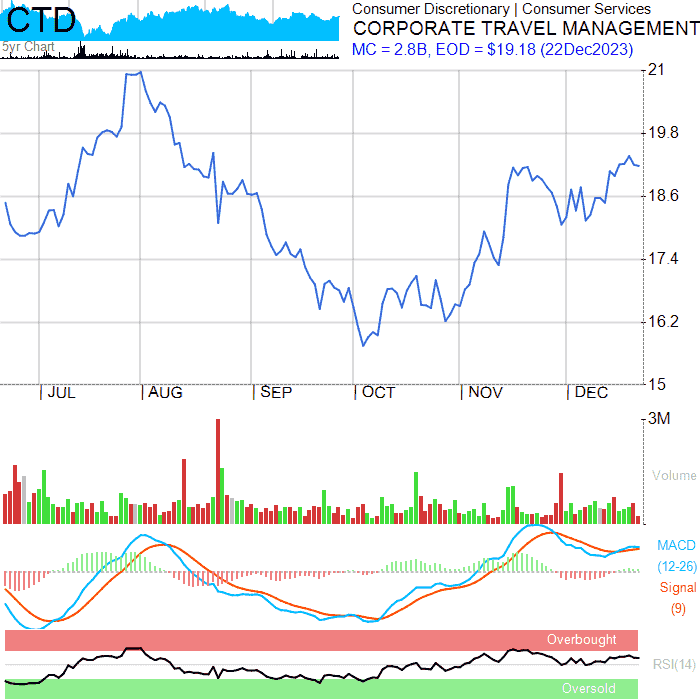 CTD
5yr Chart
Consumer Discretionary | Consumer Services
CORPORATE TRAVEL MANAGEMENT
MC = 2.8B, EOD = $19.18 (22Dec2023)
21
19.8
18.6
17.4
16.2
15
| JUL | AUG | SEP | OCT | NOV | DEC
3M
Volume
MACD
(12-26)
Signal
(9)
Overbought
RSI(14)
Oversold